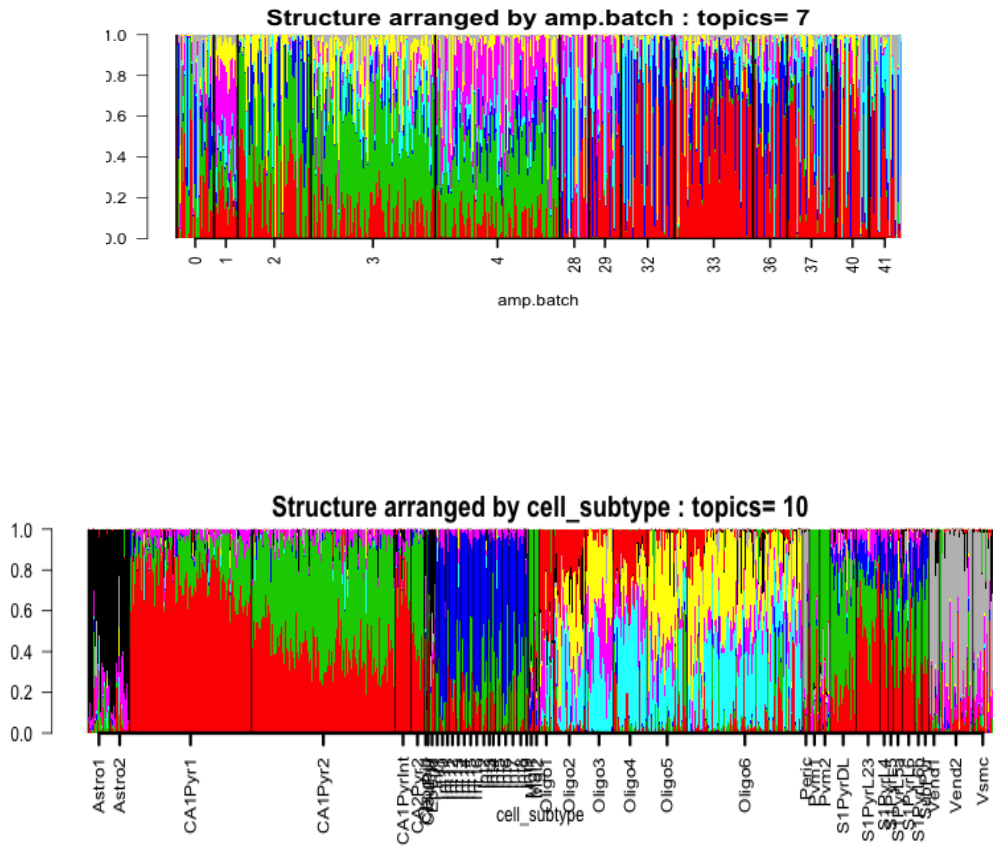 Structure arranged by amp.batch : topics= 7
1.0
0.8
0.6
0.4
0.2
0.0
0 1 2 3 4 28 29 32 33 36 37 40 41
amp.batch
Structure arranged by cell_subtype : topics= 10
1.0
0.8
0.6
0.4
0.2
0.0
Astro1 Astro2 CA1Pyr1 CA1Pyr2 CA1PyrInt CA2Pyr2 Oligo1 Oligo2 Oligo3 Oligo4 Oligo5 Oligo6 Peric Pvm1 Pvm2 S1PyrDL S1PyrL23 S1PyrL4 Vend1 Vend2 Vsmc
cell_subtype